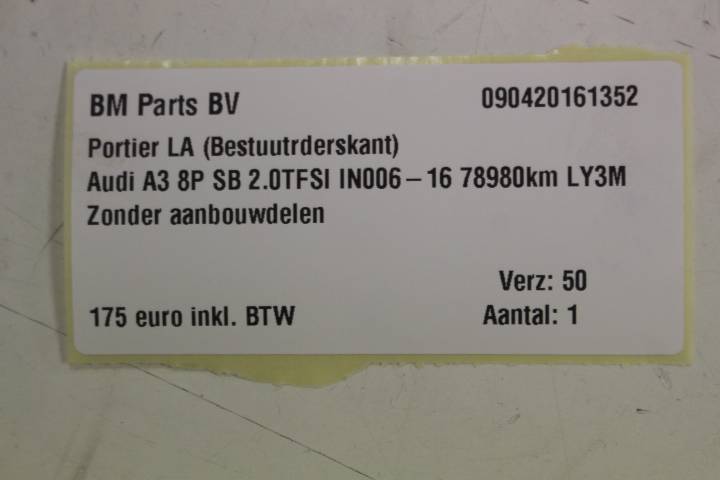 BM Parts BV 090420161352
Portier LA (Bestuutrderskant)
Audi A3 8P SB 2.0TFSI IN006-16 78980km LY3M
Zonder aanbouwdelen
Verz: 50
175 euro inkl. BTW Aantal: 1